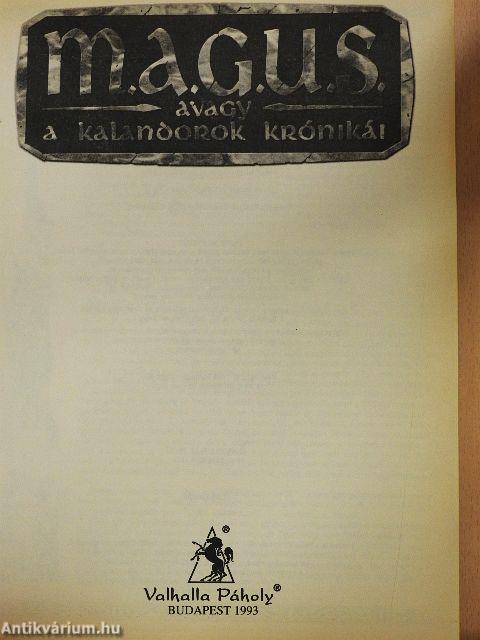 M.A.G.U.S.
AVAGY
A KALANDOROK KRÓNIKÁI
®
Valhalla Páholy®
BUDAPEST 1993
Antikvárium.hu